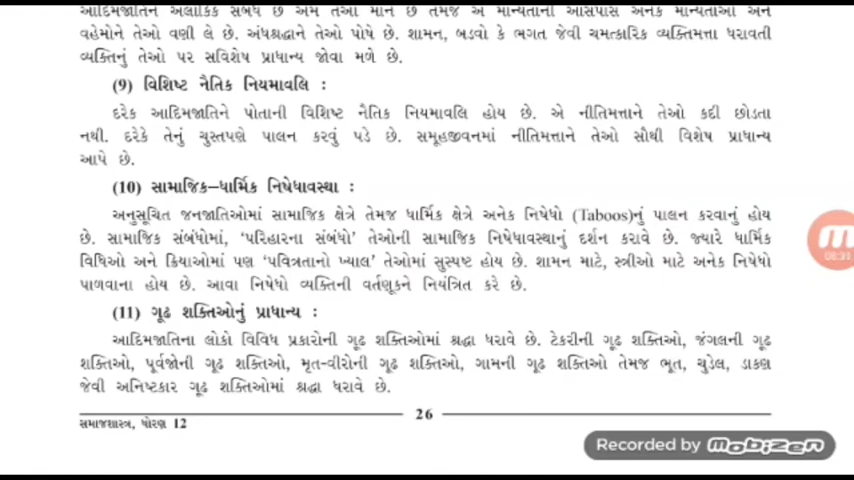 આદિમજાતિને અલૌકિક સંબંધ છે એમ તેઓ માને છે તેમજ એ માન્યતાની આસપાસ અનેક માન્યતાઓ અને
વહેમોને તેઓ વણી લે છે. અંધશ્રદ્ધાને તેઓ પોષે છે. શામન, બડવો કે ભગત જેવી ચમત્કારિક વ્યક્તિમત્તા ધરાવતી
વ્યક્તિનું તેઓ પર સવિશેષ પ્રાધાન્ય જોવા મળે છે.
(9) વિશિષ્ટ નૈતિક નિયમાવલિ :
દરેક આદિમજાતિને પોતાની વિશિષ્ટ નૈતિક નિયમાવલિ હોય છે. એ નીતિમત્તાને તેઓ કદી છોડતા
નથી. દરેકે તેનું ચુસ્તપણે પાલન કરવું પડે છે. સમૂહજીવનમાં નીતિમત્તાને તેઓ સૌથી વિશેષ પ્રાધાન્ય
આપે છે.
(10) સામાજિક–ધાર્મિક નિષેધાવસ્થા :
અનુસૂચિત જનજાતિઓમાં સામાજિક ક્ષેત્રે તેમજ ધાર્મિક ક્ષેત્રે અનેક નિષેધો (Taboos)નું પાલન કરવાનું હોય
છે. સામાજિક સંબંધોમાં, ‘પરિહારના સંબંધો’ તેઓની સામાજિક નિષેધાવસ્થાનું દર્શન કરાવે છે. જ્યારે ધાર્મિક
વિધિઓ અને ક્રિયાઓમાં પણ ‘પવિત્રતાનો ખ્યાલ’ તેઓમાં સુસ્પષ્ટ હોય છે. શામન માટે, સ્ત્રીઓ માટે અનેક નિષેધો
પાળવાના હોય છે. આવા નિષેધો વ્યક્તિની વર્તણૂકને નિયંત્રિત કરે છે.
(11) ગૂઢ શક્તિઓનું પ્રાધાન્ય :
આદિમજાતિના લોકો વિવિધ પ્રકારોની ગૂઢ શક્તિઓમાં શ્રદ્ધા ધરાવે છે. ટેકરીની ગૂઢ શક્તિઓ, જંગલની ગૂઢ
શક્તિઓ, પૂર્વજોની ગૂઢ શક્તિઓ, મૃત-વીરોની ગૂઢ શક્તિઓ, ગામની ગૂઢ શક્તિઓ તેમજ ભૂત, ચુડેલ, ડાકણ
જેવી અનિષ્ટકાર ગૂઢ શક્તિઓમાં શ્રદ્ધા ધરાવે છે.
26
સમાજશાસ્ત્ર, ધોરણ 12
08:31
Recorded by mobizen